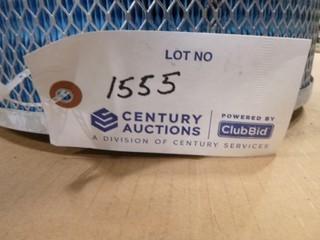 LOT NO
1555
CENTURY AUCTIONS
POWERED BY
ClubBid
A DIVISION OF CENTURY SERVICES